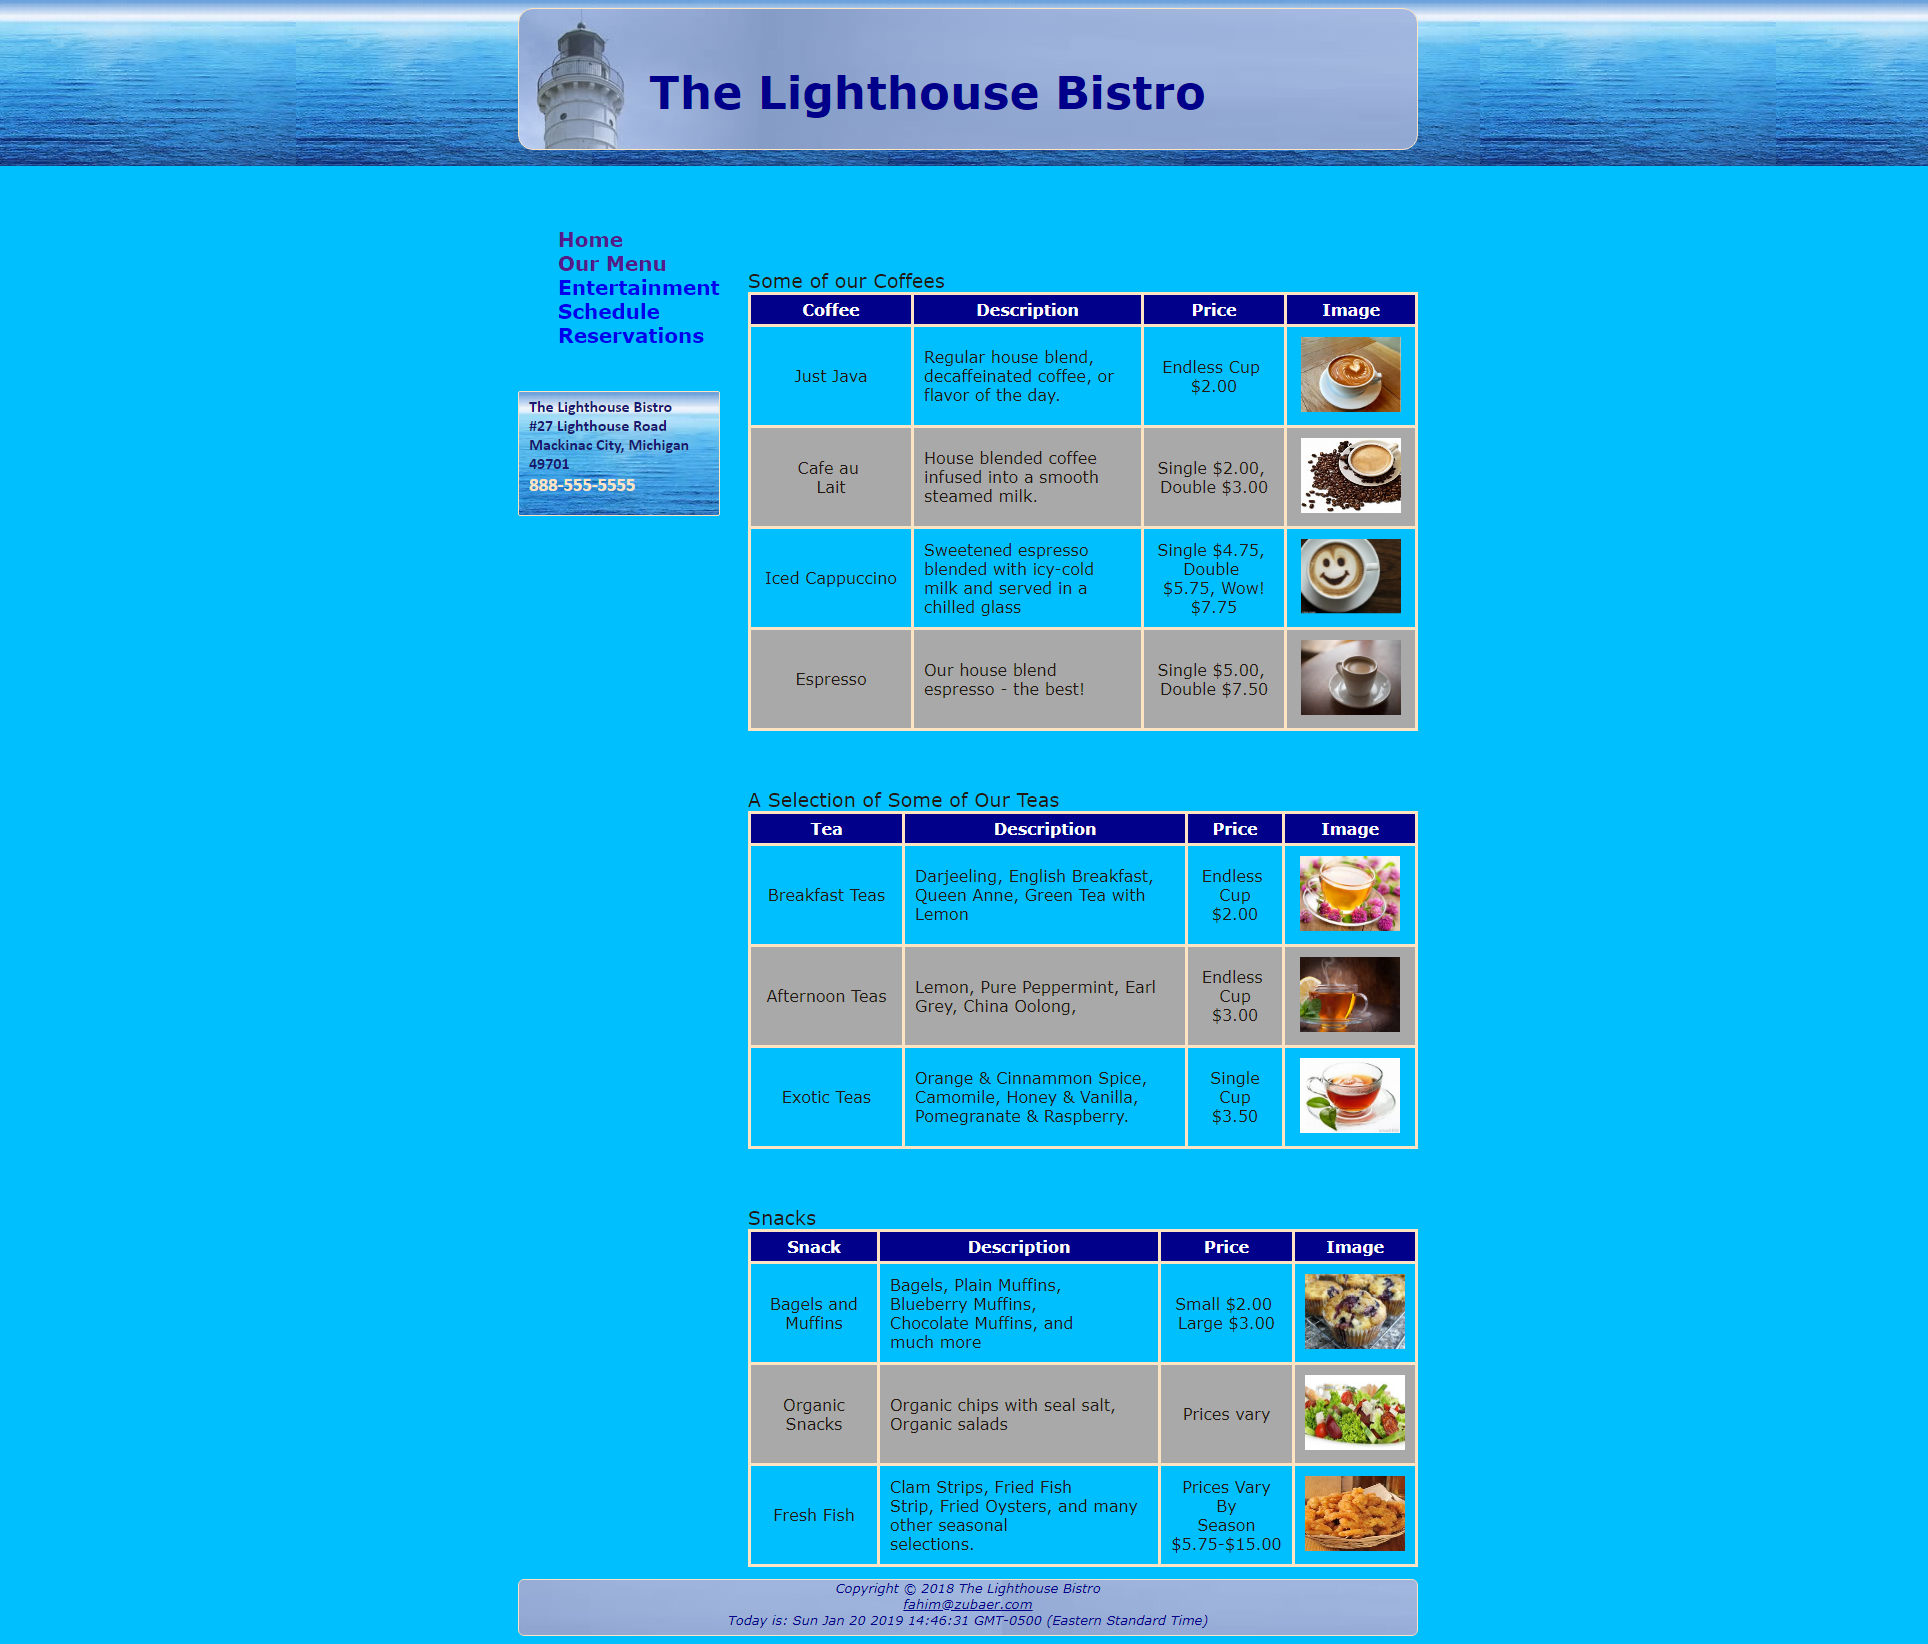 The Lighthouse Bistro
Home
Our Menu
Entertainment
Schedule
Reservations
The Lighthouse Bistro
#27 Lighthouse Road
Mackinac City, Michigan
49701
888-555-5555
Some of our Coffees
Coffee Description Price Image
Just Java
Regular house blend,
decaffeinated coffee, or
flavor of the day.
Endless Cup
$2.00
Cafe au
Lait
House blended coffee
infused into a smooth
steamed milk.
Single $2.00,
Double $3.00
Iced Cappuccino
Sweetened espresso
blended with icy-cold
milk and served in a
chilled glass
Single $4.75,
Double
$5.75, Wow!
$7.75
Espresso
Our house blend
espresso - the best!
Single $5.00,
Double $7.50
A Selection of Some of Our Teas
Tea Description Price Image
Breakfast Teas
Darjeeling, English Breakfast,
Queen Anne, Green Tea with
Lemon
Endless
Cup
$2.00
Afternoon Teas
Lemon, Pure Peppermint, Earl
Grey, China Oolong,
Endless
Cup
$3.00
Exotic Teas
Orange & Cinnammon Spice,
Camomile, Honey & Vanilla,
Pomegranate & Raspberry.
Single
Cup
$3.50
Snacks
Snack Description Price Image
Bagels and
Muffins
Bagels, Plain Muffins,
Blueberry Muffins,
Chocolate Muffins, and
much more
Small $2.00
Large $3.00
Organic
Snacks
Organic chips with seal salt,
Organic salads
Prices vary
Fresh Fish
Clam Strips, Fried Fish
Strip, Fried Oysters, and many
other seasonal
selections.
Prices Vary
By
Season
$5.75-$15.00
Copyright © 2018 The Lighthouse Bistro
fahim@zubaer.com
Today is: Sun Jan 20 2019 14:46:31 GMT-0500 (Eastern Standard Time)